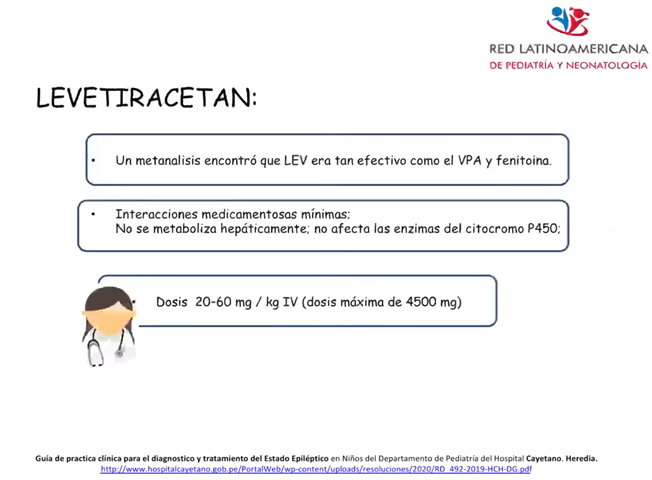 RED LATINOAMERICANA
DE PEDIATRÍA Y NEONATOLOGÍA
LEVETIRACETAN:
• Un metanalisis encontró que LEV era tan efectivo como el VPA y fenitoina.
• Interacciones medicamentosas mínimas;
No se metaboliza hepáticamente; no afecta las enzimas del citocromo P450;
• Dosis 20–60 mg / kg IV (dosis máxima de 4500 mg)
Guía de practica clínica para el diagnostico y tratamiento del Estado Epiléptico en Niños del Departamento de Pediatría del Hospital Cayetano. Heredia.
http://www.hospitalcayetano.gob.pe/PortalWeb/wp-content/uploads/resoluciones/2020/RD_492-2019-HCH-DG.pdf